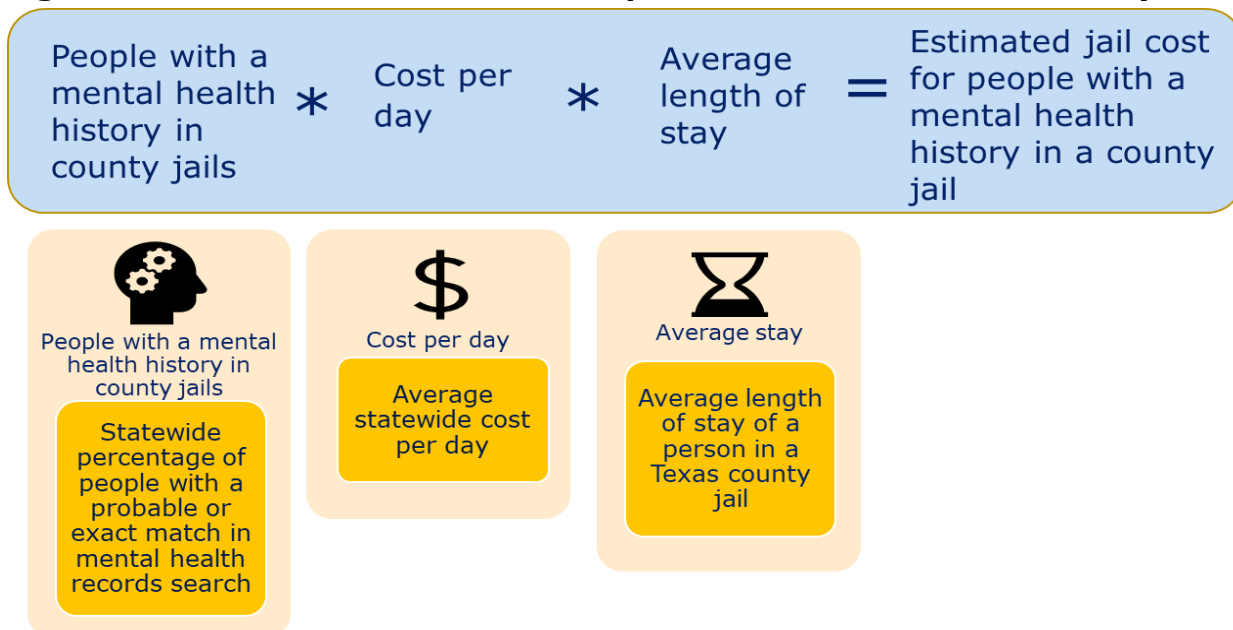 People with a
mental health
history in
county jails
*
Cost per
day
*
Average
length of
stay
=
Estimated jail cost
for people with a
mental health
history in a county
jail
People with a mental
health history in
county jails
Statewide
percentage of
people with a
probable or
exact match in
mental health
records search
$
Cost per day
Average
statewide cost
per day
Average stay
Average length
of stay of a
person in a
Texas county
jail